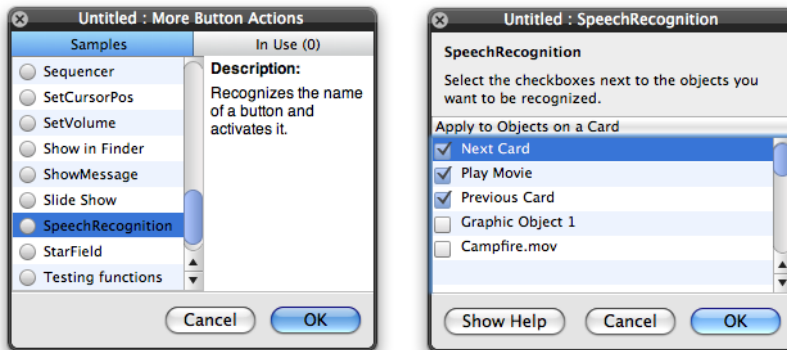 Untitled : More Button Actions
Samples
In Use (0)
Sequencer
SetCursorPos
SetVolume
Show in Finder
ShowMessage
Slide Show
SpeechRecognition
StarField
Testing functions
Description:
Recognizes the name
of a button and
activates it.
Cancel
OK
Untitled : SpeechRecognition
SpeechRecognition
Select the checkboxes next to the objects you
want to be recognized.
Apply to Objects on a Card
Next Card
Play Movie
Previous Card
Graphic Object 1
Campfire.mov
Show Help
Cancel
OK